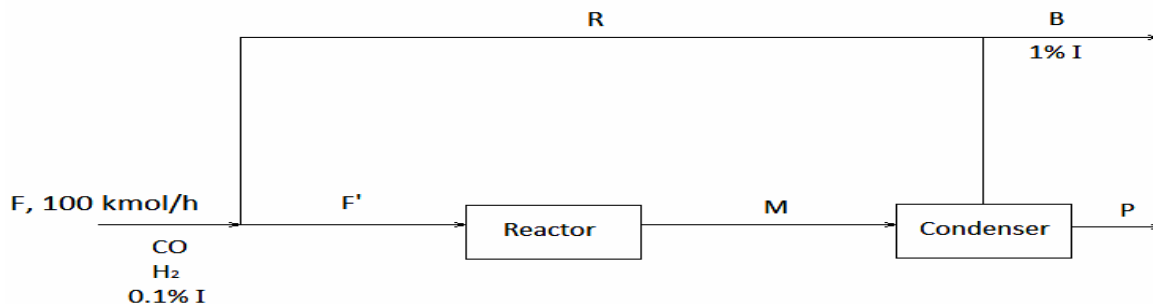 R
B
1% I
F, 100 kmol/h
F'
M
P
Reactor
Condenser
CO
H₂
0.1% I